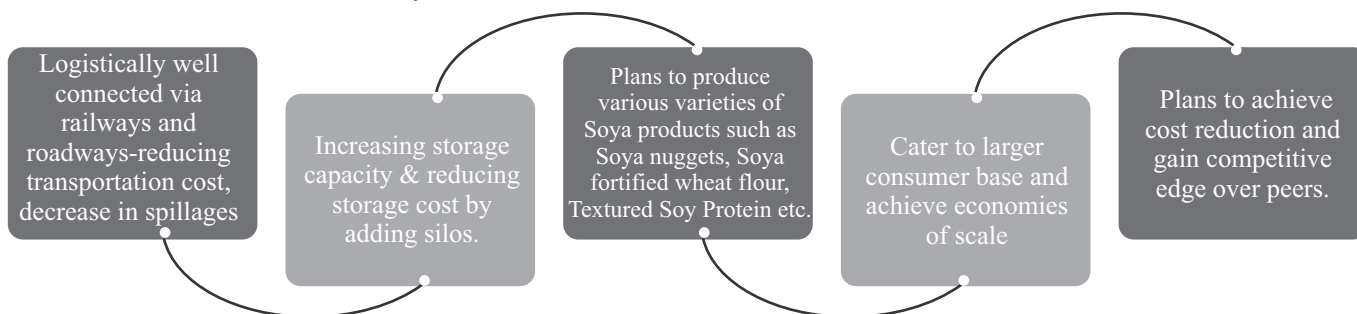 Logistically well
connected via
railways and
roadways-reducing
transportation cost,
decrease in spillages
Increasing storage
capacity & reducing
storage cost by
adding silos.
Plans to produce
various varieties of
Soya products such as
Soya nuggets, Soya
fortified wheat flour,
Textured Soy Protein etc.
Cater to larger
consumer base and
achieve economies
of scale
Plans to achieve
cost reduction and
gain competitive
edge over peers.